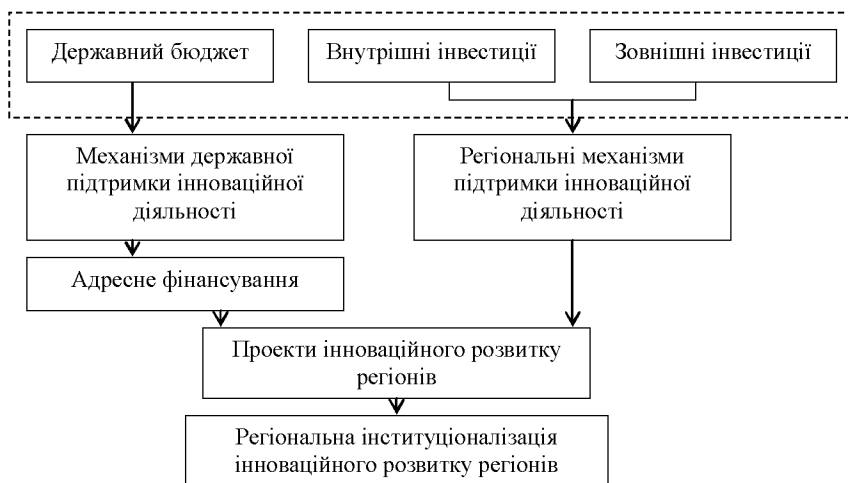 Державний бюджет
Внутрішні інвестиції
Зовнішні інвестиції
Механізми державної
підтримки інноваційної
діяльності
Регіональні механізми
підтримки інноваційної
діяльності
Адресне фінансування
Проекти інноваційного розвитку
регіонів
Регіональна інституціоналізація
інноваційного розвитку регіонів